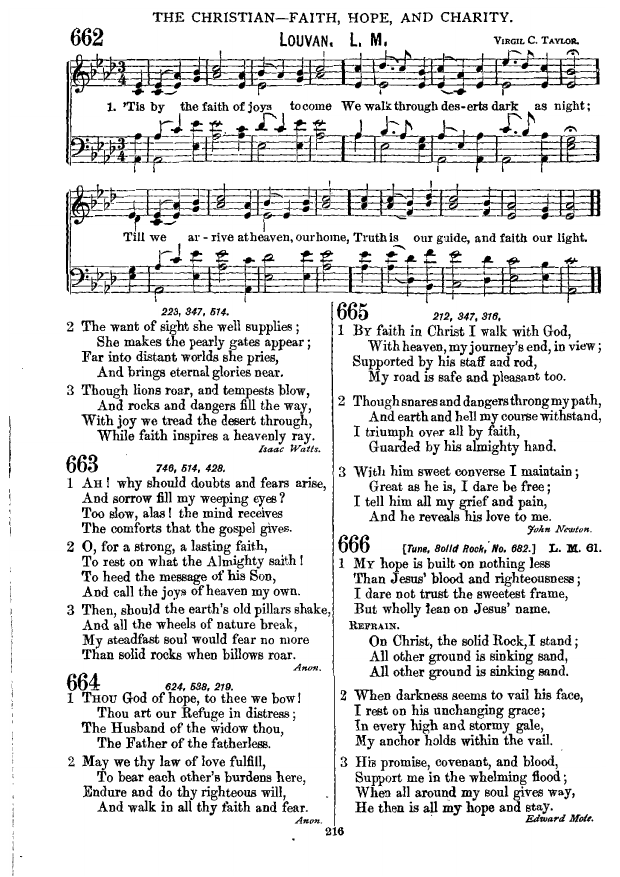 THE CHRISTIAN—FAITH, HOPE, AND CHARITY.
662 LOUVAN. L. M. VIRGIL C. TAYLOR.
1. 'Tis by the faith of joys to come We walk through des-erts dark as night;
Till we ar-rive at heaven, our home, Truth is our guide, and faith our light.
223, 347, 514.
2 The want of sight she well supplies;
She makes the pearly gates appear;
Far into distant worlds she pries,
And brings eternal glories near.
3 Though lions roar, and tempests blow,
And rocks and dangers fill the way,
With joy we tread the desert through,
While faith inspires a heavenly ray.
Isaac Watts.
663 746, 514, 428.
1 AH! why should doubts and fears arise,
And sorrow fill my weeping eyes?
Too slow, alas! the mind receives
The comforts that the gospel gives.
2 O, for a strong, a lasting faith,
To rest on what the Almighty saith!
To heed the message of his Son,
And call the joys of heaven my own.
3 Then, should the earth's old pillars shake,
And all the wheels of nature break,
My steadfast soul would fear no more
Than solid rocks when billows roar.
Anon.
664 624, 538, 219.
1 THOU God of hope, to thee we bow!
Thou art our Refuge in distress;
The Husband of the widow thou,
The Father of the fatherless.
2 May we thy law of love fulfill,
To bear each other's burdens here,
Endure and do thy righteous will,
And walk in all thy faith and fear.
Anon.
665 212, 347, 316,
1 BY faith in Christ I walk with God,
With heaven, my journey's end, in view;
Supported by his staff and rod,
My road is safe and pleasant too.
2 Though snares and dangers throng my path,
And earth and hell my course withstand,
I triumph over all by faith,
Guarded by his almighty hand.
3 With him sweet converse I maintain;
Great as he is, I dare be free;
I tell him all my grief and pain,
And he reveals his love to me.
John Newton.
666 [Tune, Solid Rock, No. 682.] L. M. 6l.
1 MY hope is built on nothing less
Than Jesus' blood and righteousness;
I dare not trust the sweetest frame,
But wholly lean on Jesus' name.
REFRAIN.
On Christ, the solid Rock, I stand;
All other ground is sinking sand,
All other ground is sinking sand.
2 When darkness seems to vail his face,
I rest on his unchanging grace;
In every high and stormy gale,
My anchor holds within the vail.
3 His promise, covenant, and blood,
Support me in the whelming flood;
When all around my soul gives way,
He then is all my hope and stay.
Edward Mote.
216